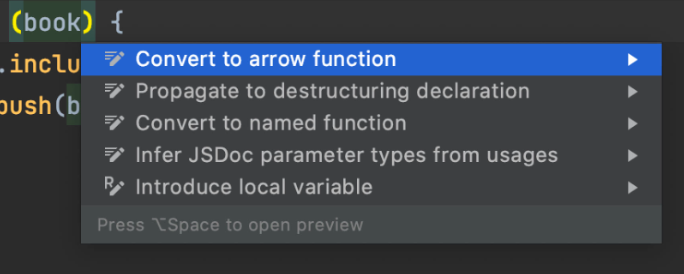 (book) {
Convert to arrow function
.inclu
Propagate to destructuring declaration
push(b
Convert to named function
Infer JSDoc parameter types from usages
Introduce local variable
Press ⌥Space to open preview